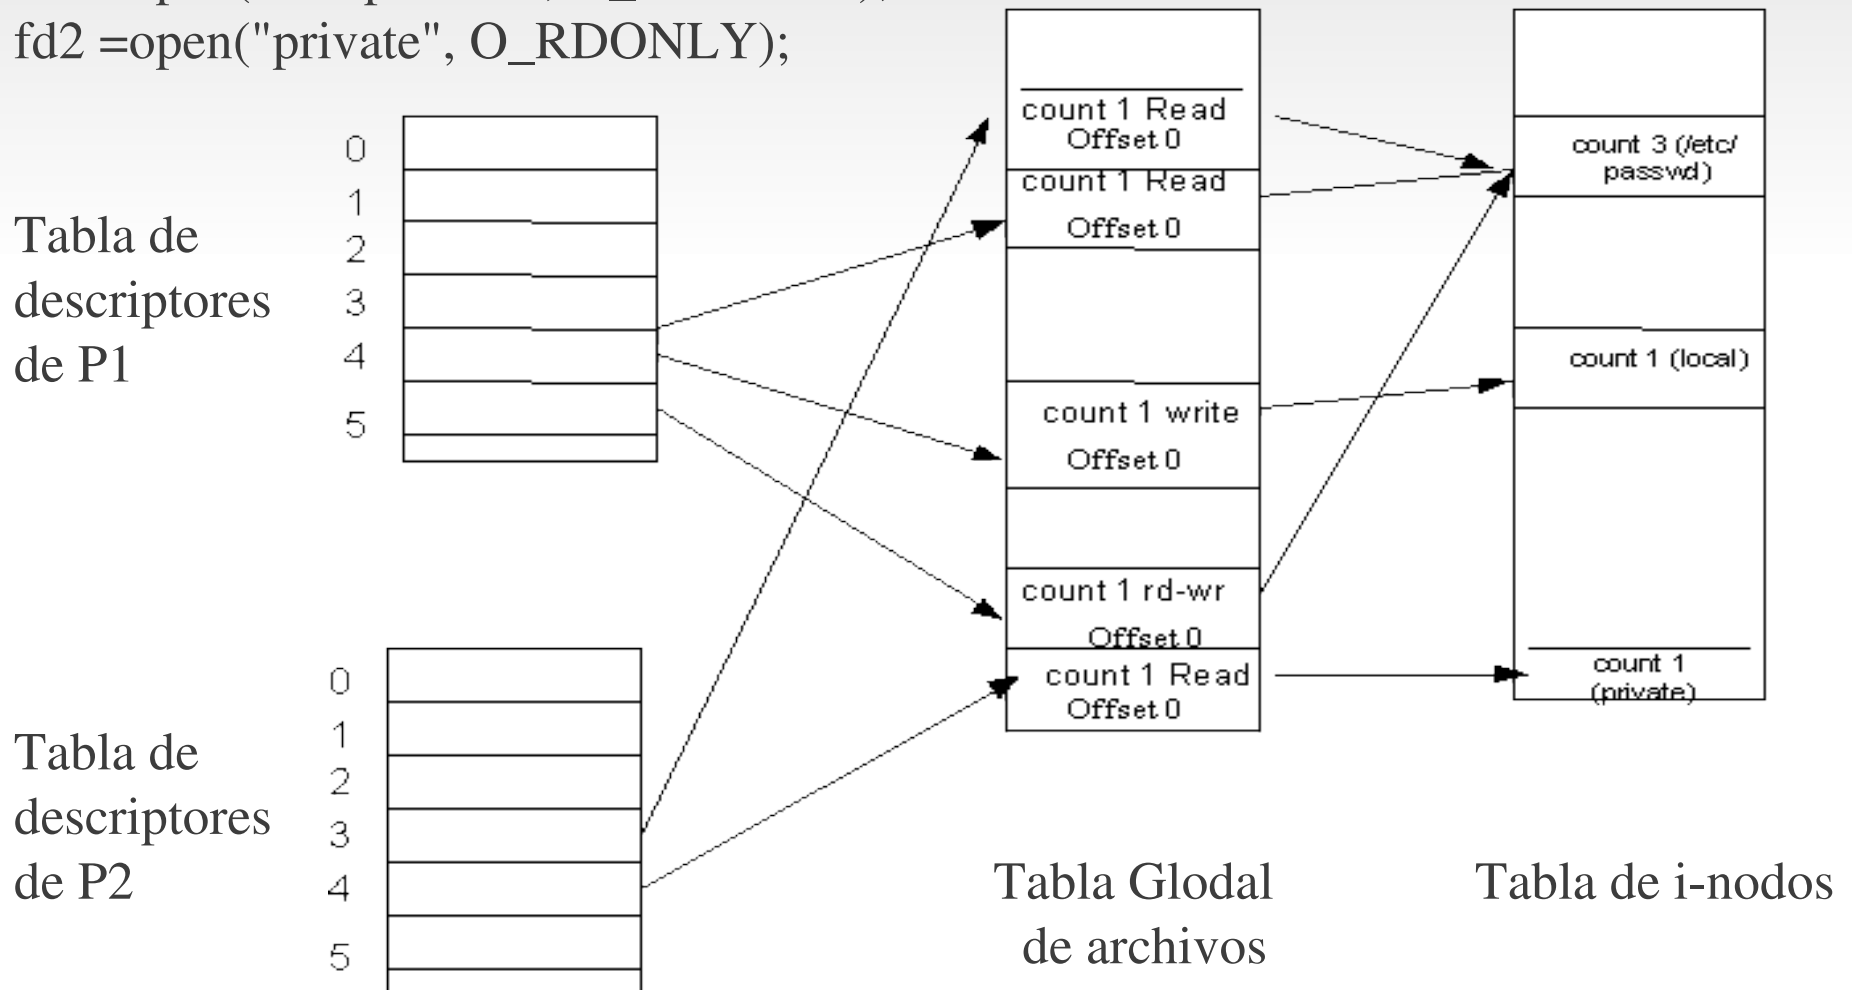 fd2 =open("private", O_RDONLY);
0
1
2
3
4
5
Tabla de
descriptores
de P1
0
1
2
3
4
5
Tabla de
descriptores
de P2
count 1 Read
Offset 0
count 1 Read
Offset 0
count 1 write
Offset 0
count 1 rd-wr
Offset 0
count 1 Read
Offset 0
Tabla Glodal
de archivos
count 3 (/etc/
passwd)
count 1 (local)
count 1
(private)
Tabla de i-nodos